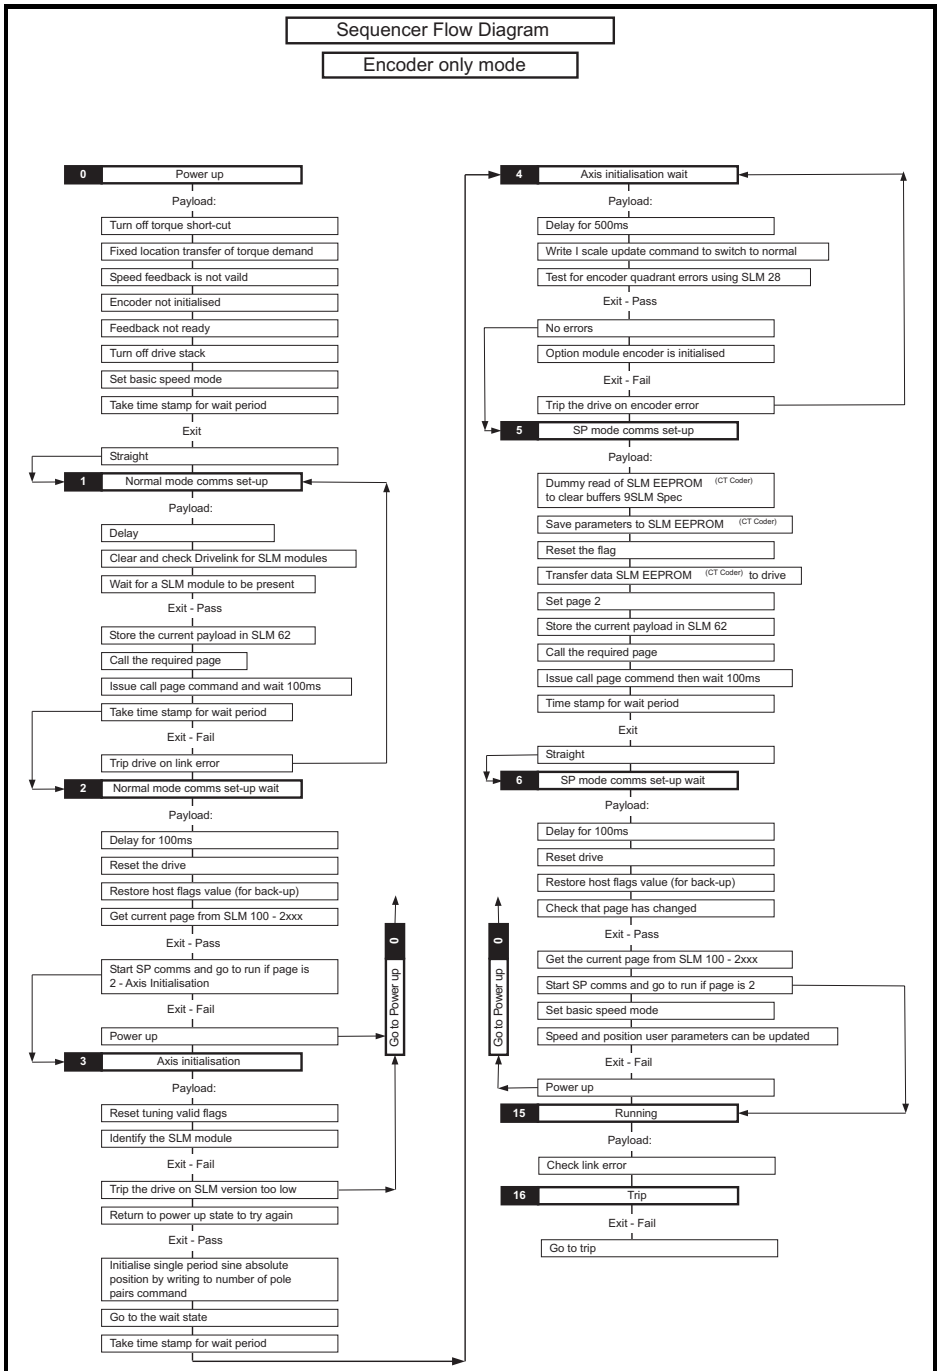 Sequencer Flow Diagram
Encoder only mode
0 Power up
Payload:
Turn off torque short-cut
Fixed location transfer of torque demand
Speed feedback is not vaild
Encoder not initialised
Feedback not ready
Turn off drive stack
Set basic speed mode
Take time stamp for wait period
Exit
Straight
1 Normal mode comms set-up
Payload:
Delay
Clear and check Drivelink for SLM modules
Wait for a SLM module to be present
Exit - Pass
Store the current payload in SLM 62
Call the required page
Issue call page command and wait 100ms
Take time stamp for wait period
Exit - Fail
Trip drive on link error
2 Normal mode comms set-up wait
Payload:
Delay for 100ms
Reset the drive
Restore host flags value (for back-up)
Get current page from SLM 100 - 2xxx
Exit - Pass
Start SP comms and go to run if page is
2 - Axis Initialisation
Exit - Fail
Power up
0
Go to Power up
3 Axis initialisation
Payload:
Reset tuning valid flags
Identify the SLM module
Exit - Fail
Trip the drive on SLM version too low
Return to power up state to try again
Exit - Pass
Initialise single period sine absolute
position by writing to number of pole
pairs command
Go to the wait state
Take time stamp for wait period
4 Axis initialisation wait
Payload:
Delay for 500ms
Write I scale update command to switch to normal
Test for encoder quadrant errors using SLM 28
Exit - Pass
No errors
Option module encoder is initialised
Exit - Fail
Trip the drive on encoder error
5 SP mode comms set-up
Payload:
Dummy read of SLM EEPROM (CT Coder)
to clear buffers 9SLM Spec
Save parameters to SLM EEPROM (CT Coder)
Reset the flag
Transfer data SLM EEPROM (CT Coder) to drive
Set page 2
Store the current payload in SLM 62
Call the required page
Issue call page commend then wait 100ms
Time stamp for wait period
Exit
Straight
6 SP mode comms set-up wait
Payload:
Delay for 100ms
Reset drive
Restore host flags value (for back-up)
Check that page has changed
Exit - Pass
Get the current page from SLM 100 - 2xxx
Start SP comms and go to run if page is 2
Set basic speed mode
Speed and position user parameters can be updated
Exit - Fail
Power up
0
Go to Power up
15 Running
Payload:
Check link error
16 Trip
Exit - Fail
Go to trip